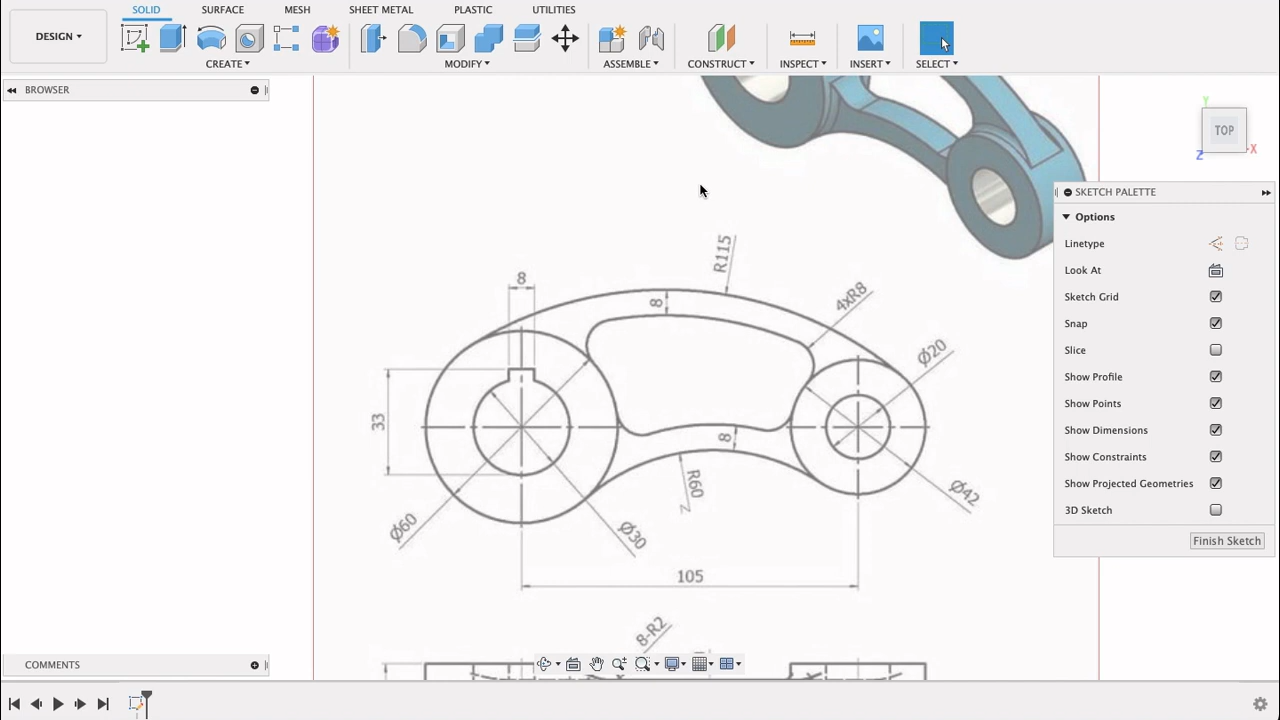 SOLID SURFACE MESH SHEET METAL PLASTIC UTILITIES
DESIGN
CREATE MODIFY ASSEMBLE CONSTRUCT INSPECT INSERT SELECT
BROWSER
TOP
Y
Z
X
SKETCH PALETTE
Options
Linetype
Look At
Sketch Grid
Snap
Slice
Show Profile
Show Points
Show Dimensions
Show Constraints
Show Projected Geometries
3D Sketch
Finish Sketch
R115
8
8
4xR8
Ø20
33
8
R60
Ø42
Ø60
Ø30
105
8-R2
COMMENTS